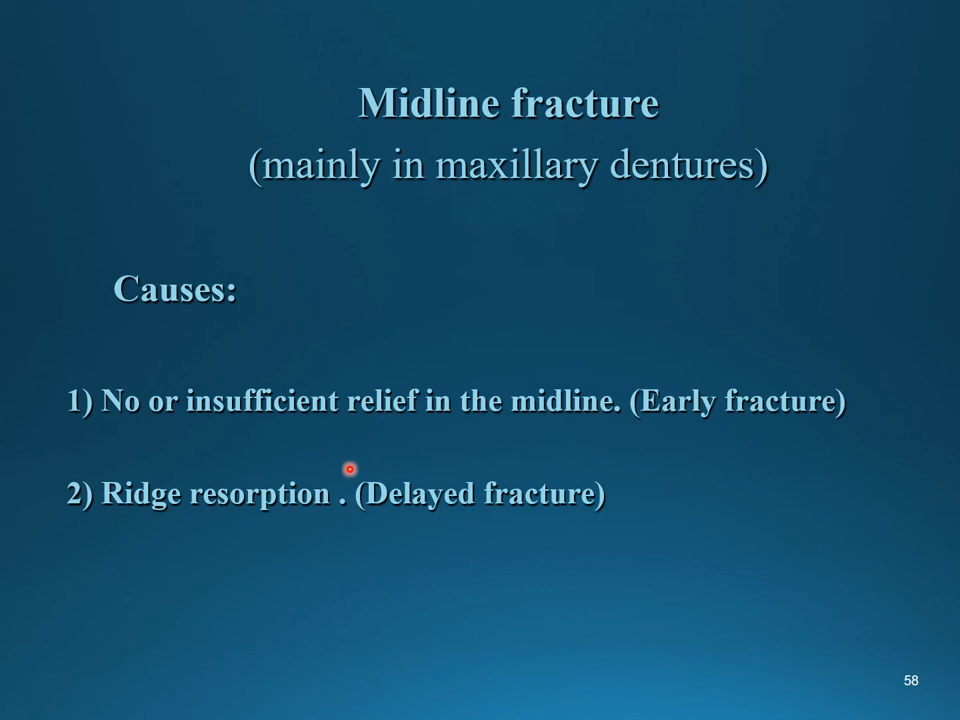 Midline fracture
(mainly in maxillary dentures)
Causes:
1) No or insufficient relief in the midline. (Early fracture)
2) Ridge resorption . (Delayed fracture)
58